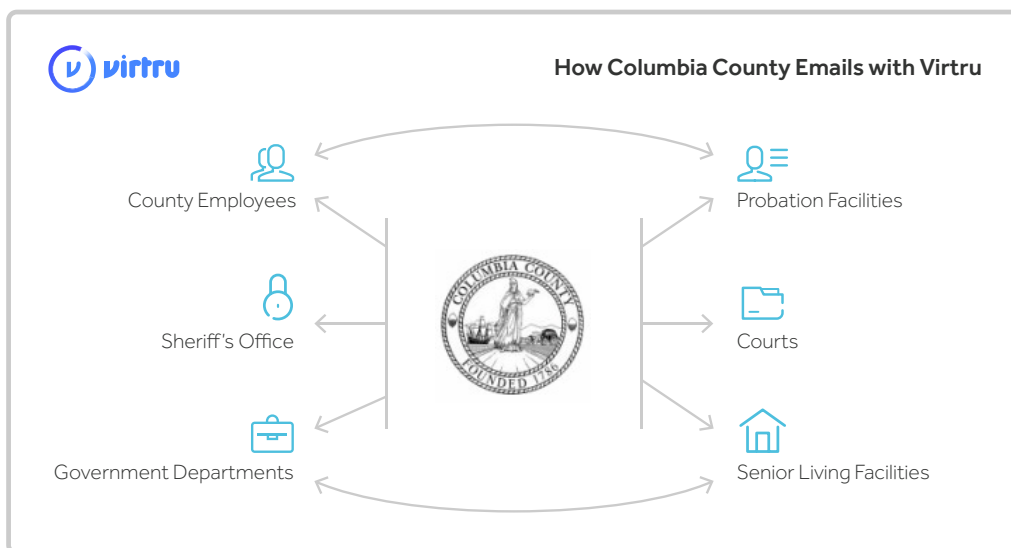 virtru
How Columbia County Emails with Virtru
County Employees
Probation Facilities
COLUMBIA COUNTY
FOUNDED 1786
Sheriff's Office
Courts
Government Departments
Senior Living Facilities